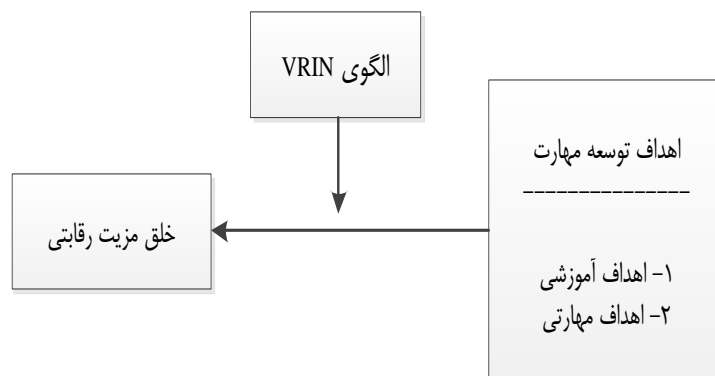 الگوی VRIN
اهداف توسعه مهارت
---------------
۱- اهداف آموزشی
۲- اهداف مهارتی
خلق مزیت رقابتی